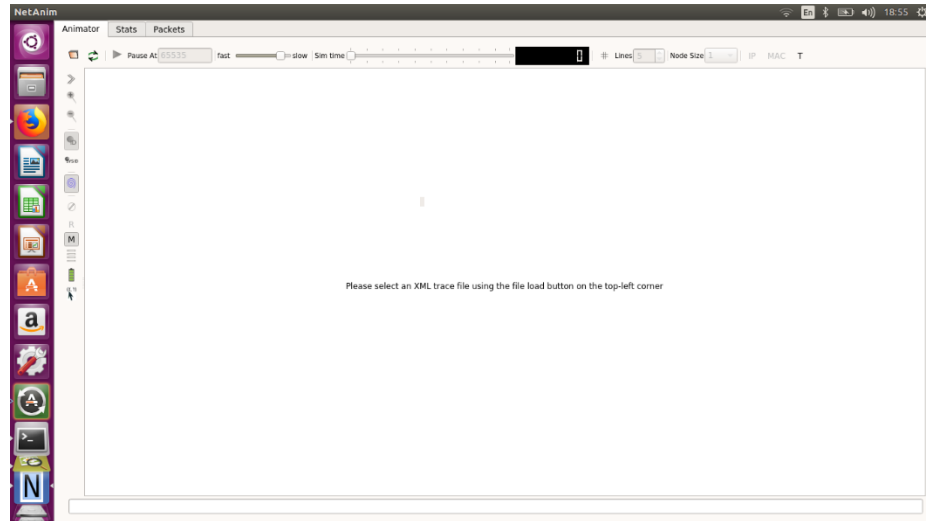 NetAnim
En
18:55
Animator Stats Packets
Pause At 65535 fast slow Sim time 0 # Lines 5 Node Size 1 IP MAC T
R
M
Please select an XML trace file using the file load button on the top-left corner
a
N